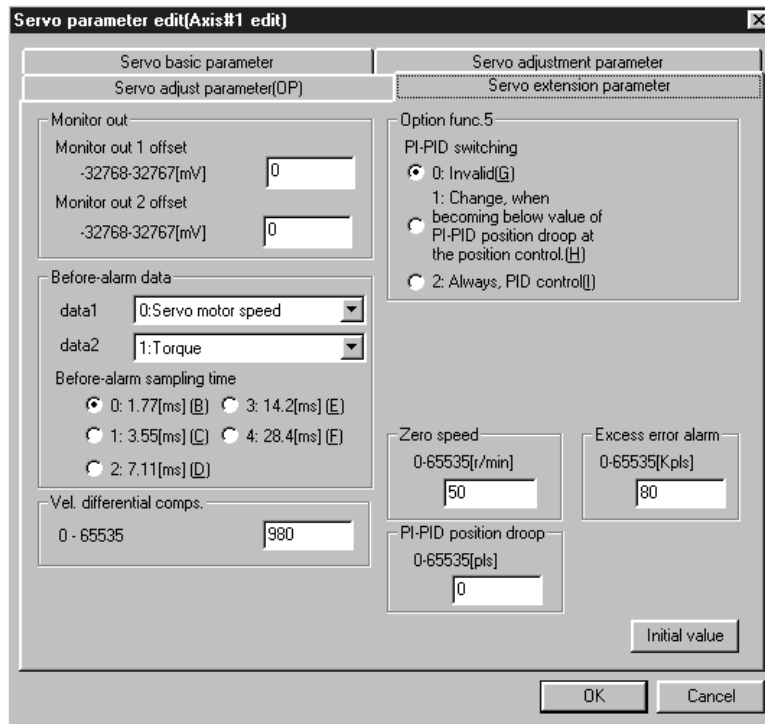 Servo parameter edit(Axis#1 edit)
Servo basic parameter
Servo adjustment parameter
Servo adjust parameter(OP)
Servo extension parameter
Monitor out
Monitor out 1 offset
-32768-32767[mV]
0
Monitor out 2 offset
-32768-32767[mV]
0
Before-alarm data
data1
0:Servo motor speed
data2
1:Torque
Before-alarm sampling time
0: 1.77[ms] (B)
3: 14.2[ms] (E)
1: 3.55[ms] (C)
4: 28.4[ms] (F)
2: 7.11[ms] (D)
Vel. differential comps.
0 - 65535
980
Option func.5
PI-PID switching
0: Invalid(G)
1: Change, when
becoming below value of
PI-PID position droop at
the position control.(H)
2: Always, PID control(I)
Zero speed
0-65535[r/min]
50
Excess error alarm
0-65535[Kpls]
80
PI-PID position droop
0-65535[pls]
0
Initial value
OK
Cancel